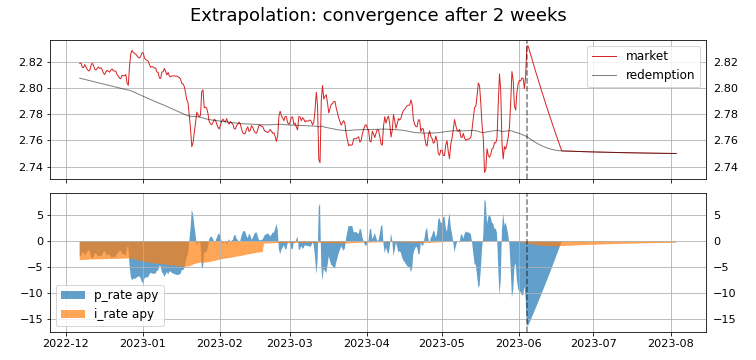 Extrapolation: convergence after 2 weeks
2.82 2.82
2.80 2.80
2.78 2.78
2.76 2.76
2.74 2.74
market
redemption
5 5
0 0
−5 −5
−10 −10
−15 −15
p_rate apy
i_rate apy
2022-12 2023-01 2023-02 2023-03 2023-04 2023-05 2023-06 2023-07 2023-08